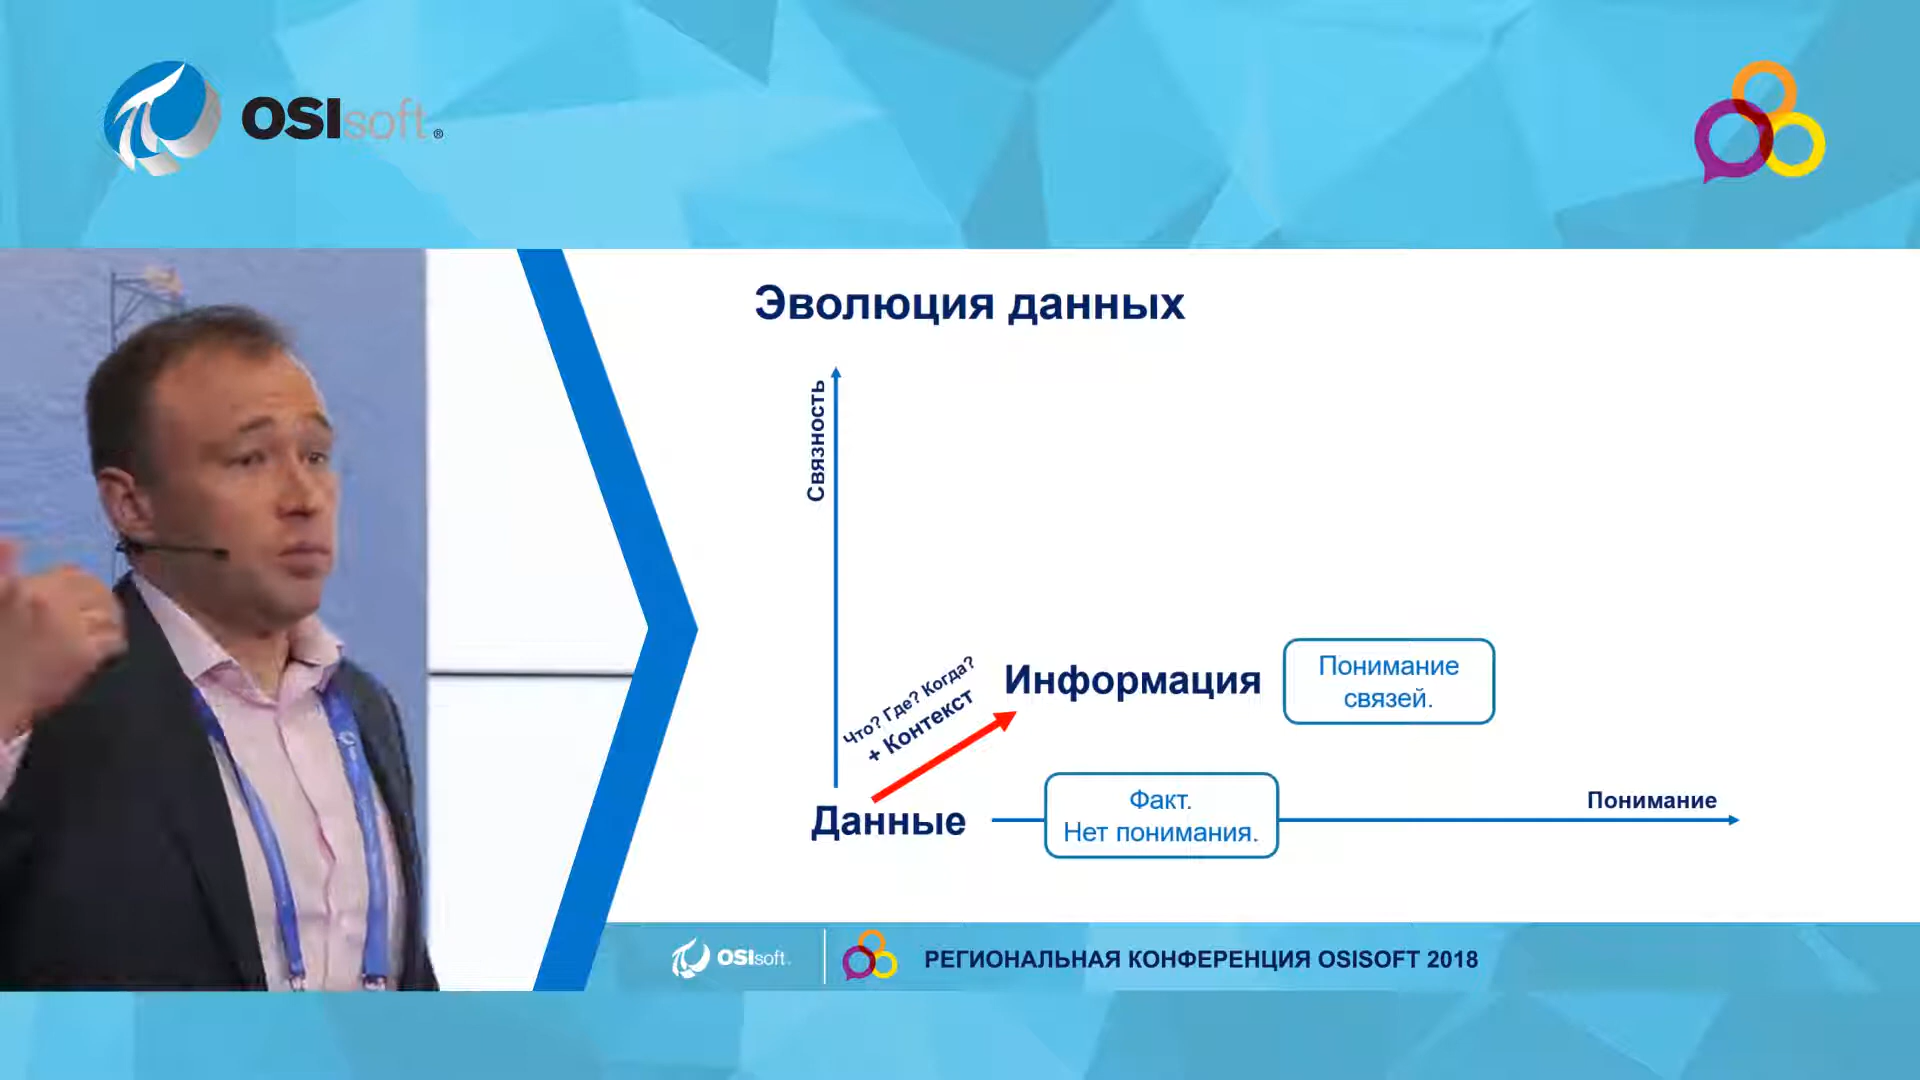 OSIsoft®
Эволюция данных
Связность
Что? Где? Когда?
+ Контекст
Информация
Понимание
связей.
Данные
Факт.
Нет понимания.
Понимание
OSIsoft.
РЕГИОНАЛЬНАЯ КОНФЕРЕНЦИЯ OSISOFT 2018